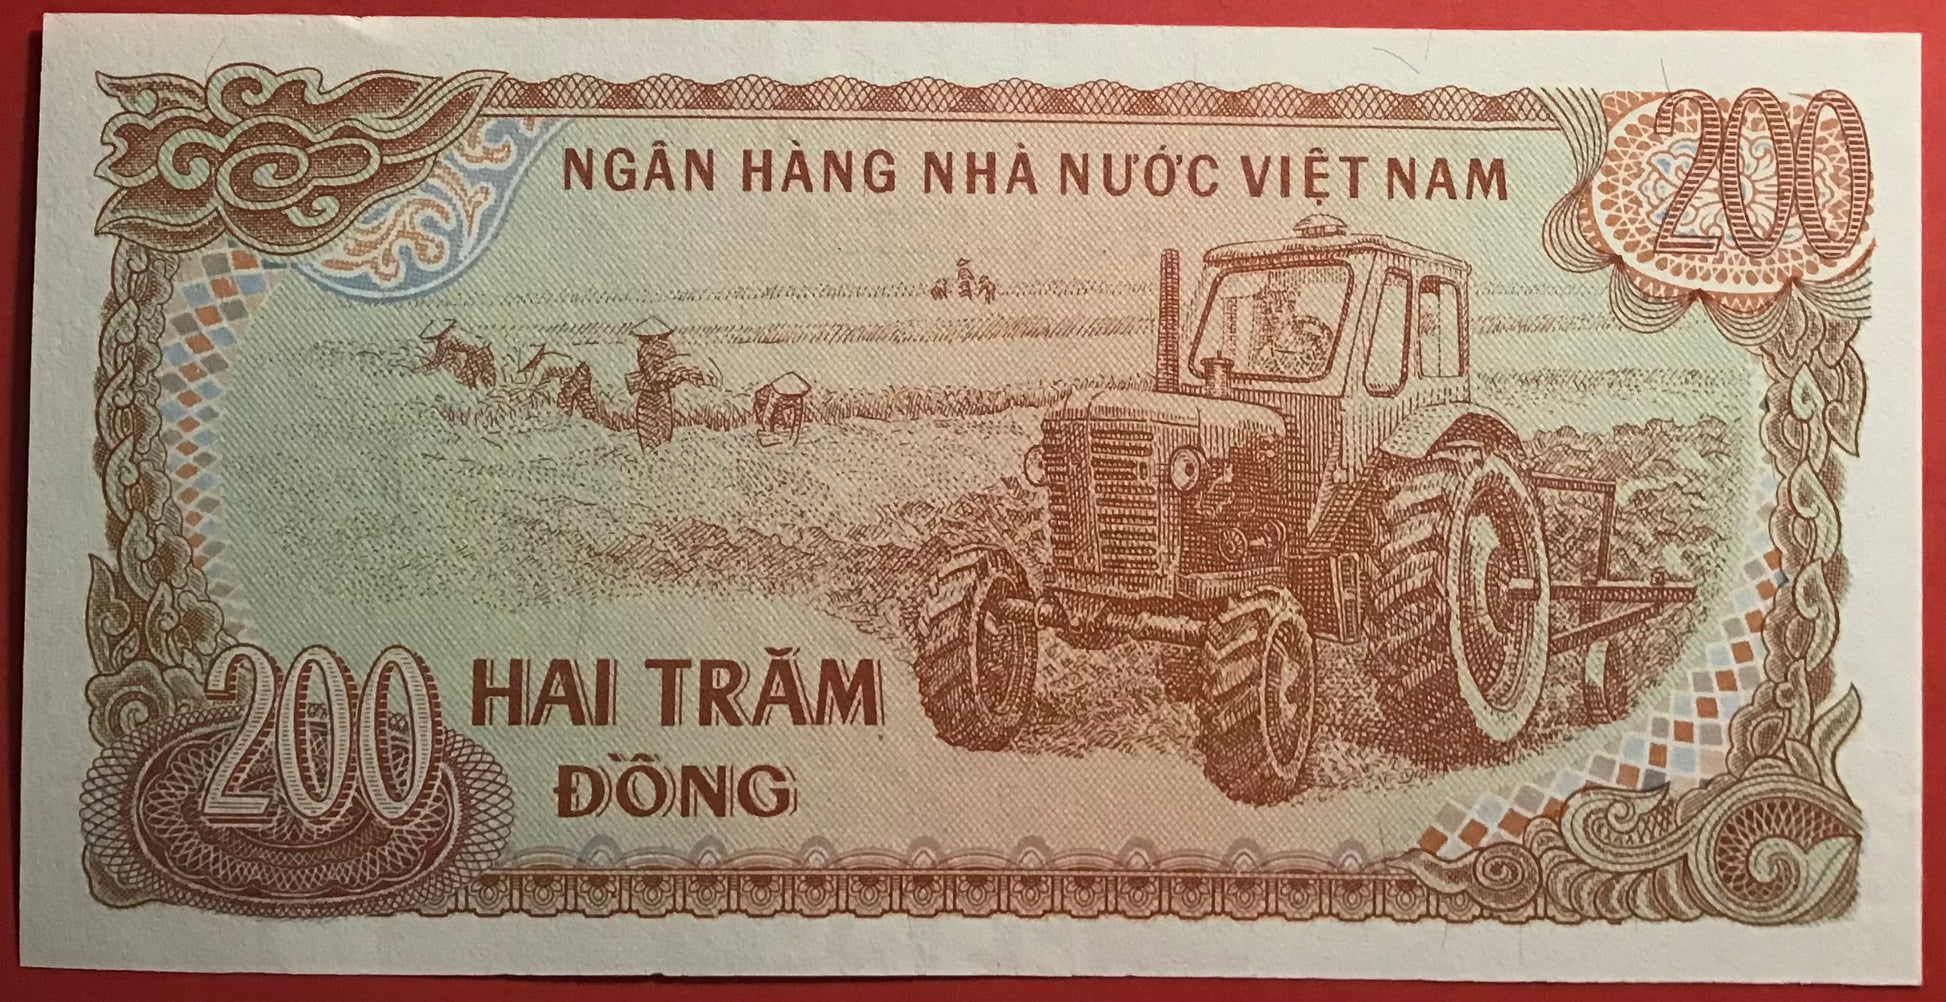 NGÂN HÀNG NHÀ NƯỚC VIỆT NAM
200
200
HAI TRĂM
ĐỒNG